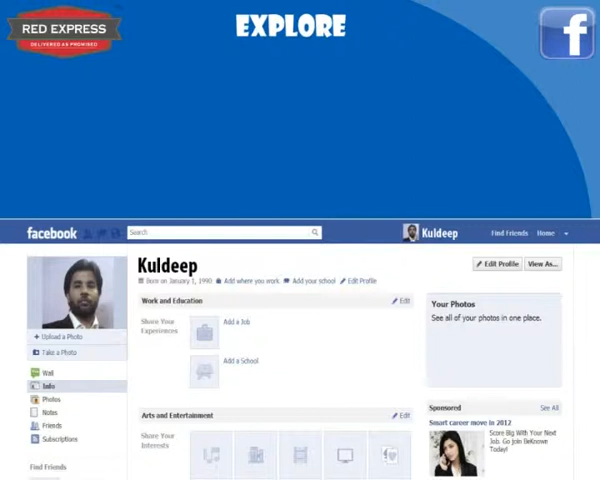 RED EXPRESS
DELIVERED AS PROMISED
EXPLORE
f
facebook
Search
Kuldeep
Find Friends
Home
Kuldeep
Edit Profile
View As...
Born on January 1, 1990
Add where you work
Add your school
Edit Profile
Work and Education
Edit
Share Your
Experiences
Add a Job
Add a School
Your Photos
See all of your photos in one place.
+ Upload a Photo
Take a Photo
Wall
Info
Photos
Notes
Friends
Subscriptions
Find Friends
Arts and Entertainment
Edit
Share Your
Interests
Sponsored
See All
Smart career move in 2012
Score Big With Your Next
Job. Go join BeKnown
Today!